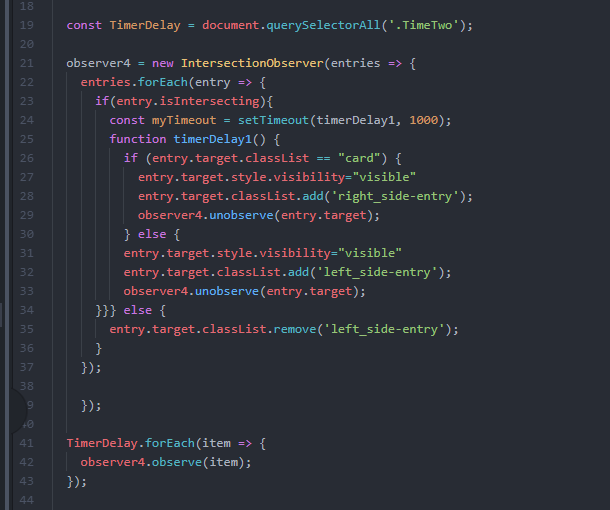 18
19 const TimerDelay = document.querySelectorAll('.TimeTwo');
20
21 observer4 = new IntersectionObserver(entries => {
22 entries.forEach(entry => {
23 if(entry.isIntersecting){
24 const myTimeout = setTimeout(timerDelay1, 1000);
25 function timerDelay1() {
26 if (entry.target.classList == "card") {
27 entry.target.style.visibility="visible"
28 entry.target.classList.add('right_side-entry');
29 observer4.unobserve(entry.target);
30 } else {
31 entry.target.style.visibility="visible"
32 entry.target.classList.add('left_side-entry');
33 observer4.unobserve(entry.target);
34 }}} else {
35 entry.target.classList.remove('left_side-entry');
36 }
37 });
38
9 });
0
41 TimerDelay.forEach(item => {
42 observer4.observe(item);
43 });
44